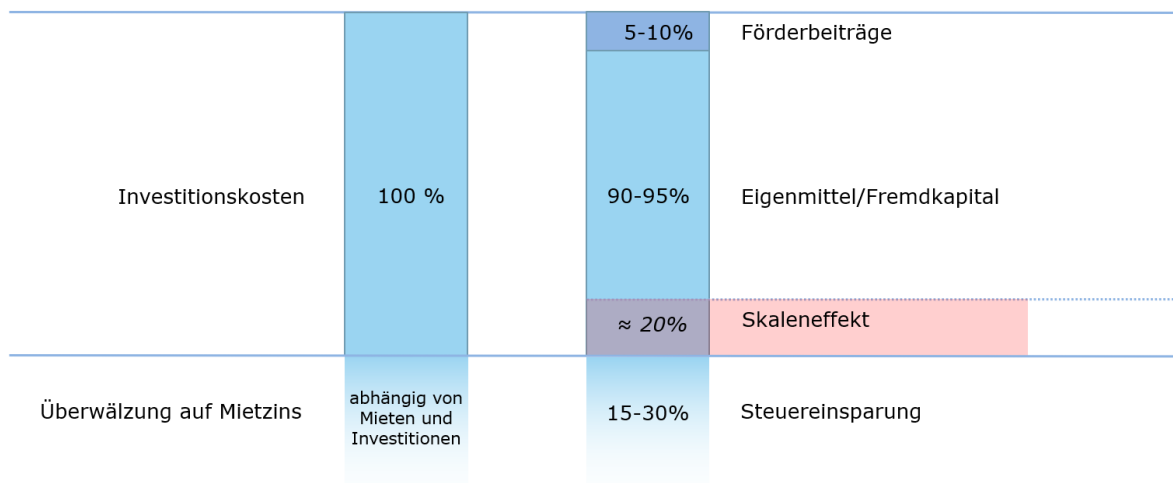 5-10%
Förderbeiträge
Investitionskosten
100 %
90-95%
Eigenmittel/Fremdkapital
≈ 20%
Skaleneffekt
Überwälzung auf Mietzins
abhängig von
Mieten und
Investitionen
15-30%
Steuereinsparung